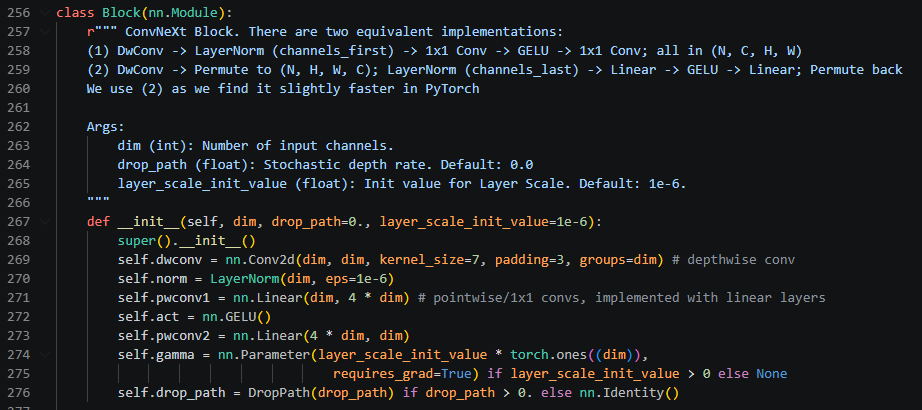 256 class Block(nn.Module):
257     r""" ConvNeXt Block. There are two equivalent implementations:
258     (1) DwConv -> LayerNorm (channels_first) -> 1x1 Conv -> GELU -> 1x1 Conv; all in (N, C, H, W)
259     (2) DwConv -> Permute to (N, H, W, C); LayerNorm (channels_last) -> Linear -> GELU -> Linear; Permute back
260     We use (2) as we find it slightly faster in PyTorch
261
262     Args:
263         dim (int): Number of input channels.
264         drop_path (float): Stochastic depth rate. Default: 0.0
265         layer_scale_init_value (float): Init value for Layer Scale. Default: 1e-6.
266     """
267     def __init__(self, dim, drop_path=0., layer_scale_init_value=1e-6):
268         super().__init__()
269         self.dwconv = nn.Conv2d(dim, dim, kernel_size=7, padding=3, groups=dim) # depthwise conv
270         self.norm = LayerNorm(dim, eps=1e-6)
271         self.pwconv1 = nn.Linear(dim, 4 * dim) # pointwise/1x1 convs, implemented with linear layers
272         self.act = nn.GELU()
273         self.pwconv2 = nn.Linear(4 * dim, dim)
274         self.gamma = nn.Parameter(layer_scale_init_value * torch.ones((dim)),
275                                     requires_grad=True) if layer_scale_init_value > 0 else None
276         self.drop_path = DropPath(drop_path) if drop_path > 0. else nn.Identity()